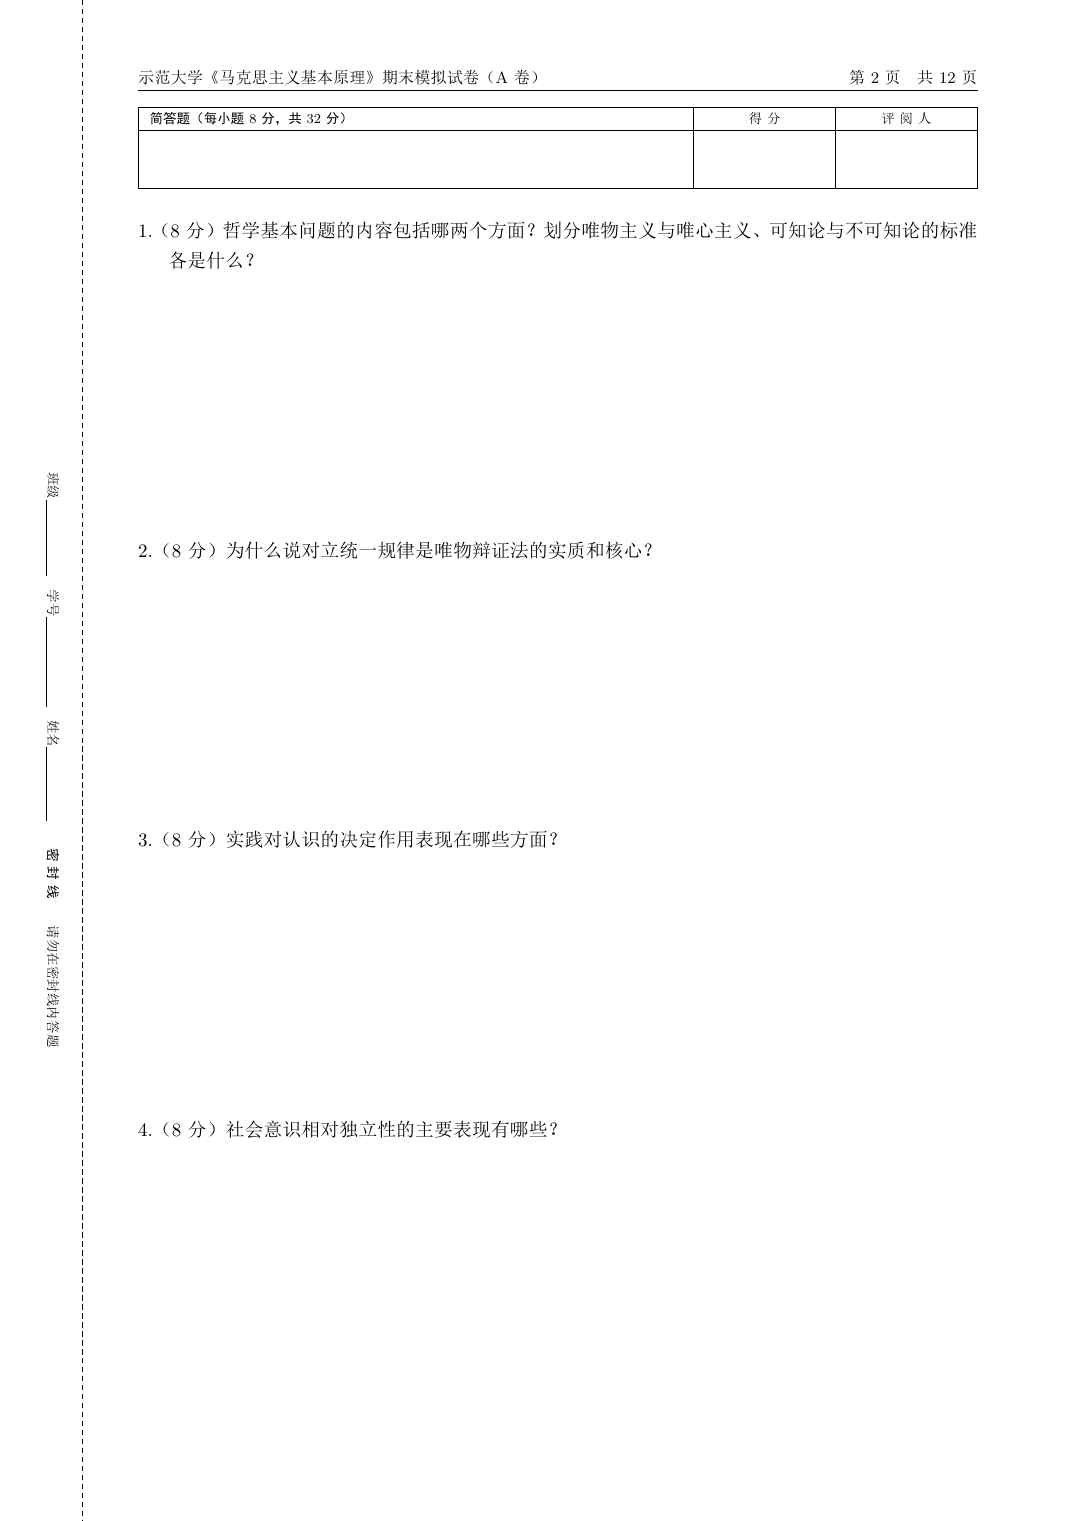 示范大学《马克思主义基本原理》期末模拟试卷（A 卷） 第 2 页 共 12 页
简答题（每小题 8 分，共 32 分） 得 分 评 阅 人
1.（8 分）哲学基本问题的内容包括哪两个方面？划分唯物主义与唯心主义、可知论与不可知论的标准
各是什么？
2.（8 分）为什么说对立统一规律是唯物辩证法的实质和核心？
3.（8 分）实践对认识的决定作用表现在哪些方面？
4.（8 分）社会意识相对独立性的主要表现有哪些？
班级 学号 姓名 密 封 线 请勿在密封线内答题